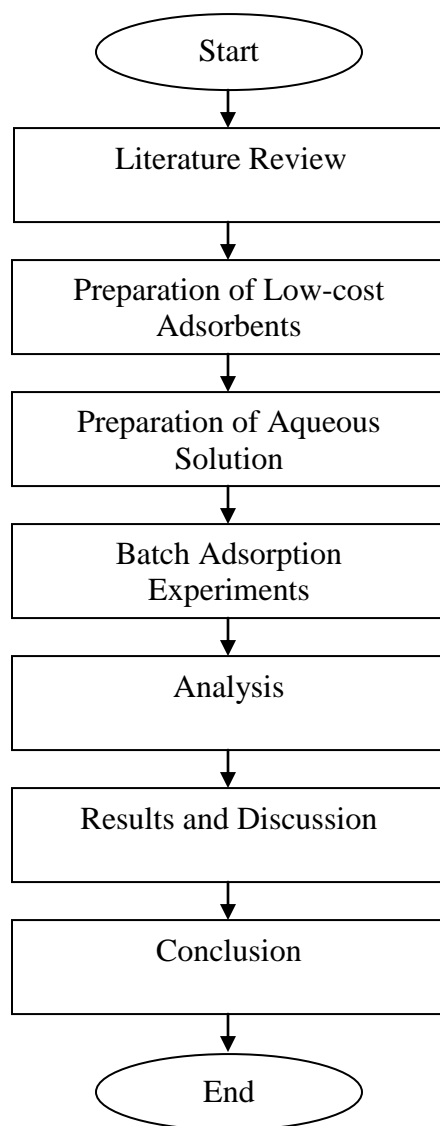 Start
Literature Review
Preparation of Low-cost
Adsorbents
Preparation of Aqueous
Solution
Batch Adsorption
Experiments
Analysis
Results and Discussion
Conclusion
End